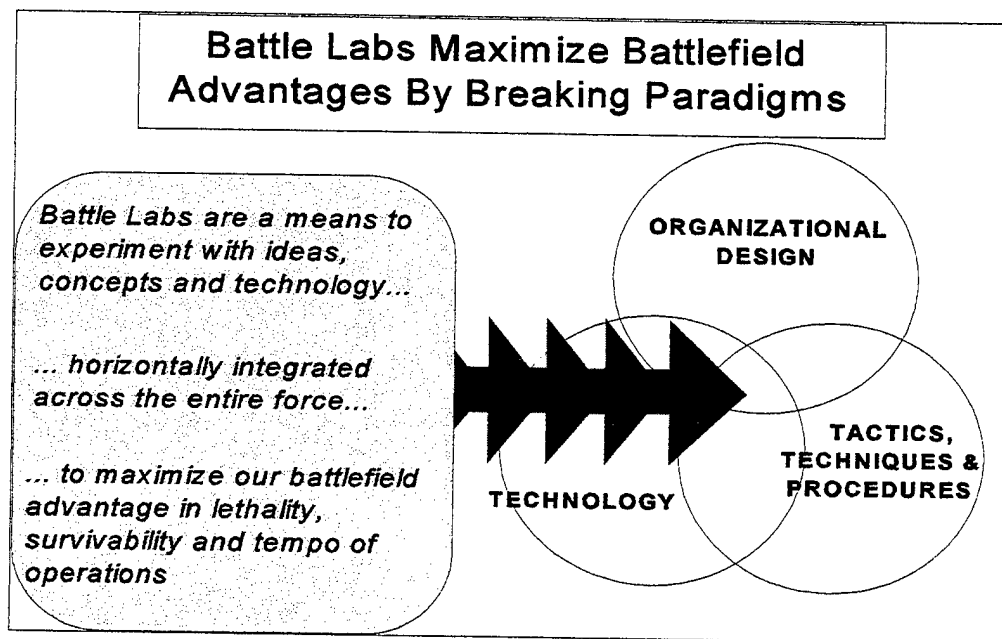 Battle Labs Maximize Battlefield
Advantages By Breaking Paradigms
Battle Labs are a means to
experiment with ideas,
concepts and technology...
... horizontally integrated
across the entire force...
... to maximize our battlefield
advantage in lethality,
survivability and tempo of
operations
ORGANIZATIONAL
DESIGN
TECHNOLOGY
TACTICS,
TECHNIQUES &
PROCEDURES